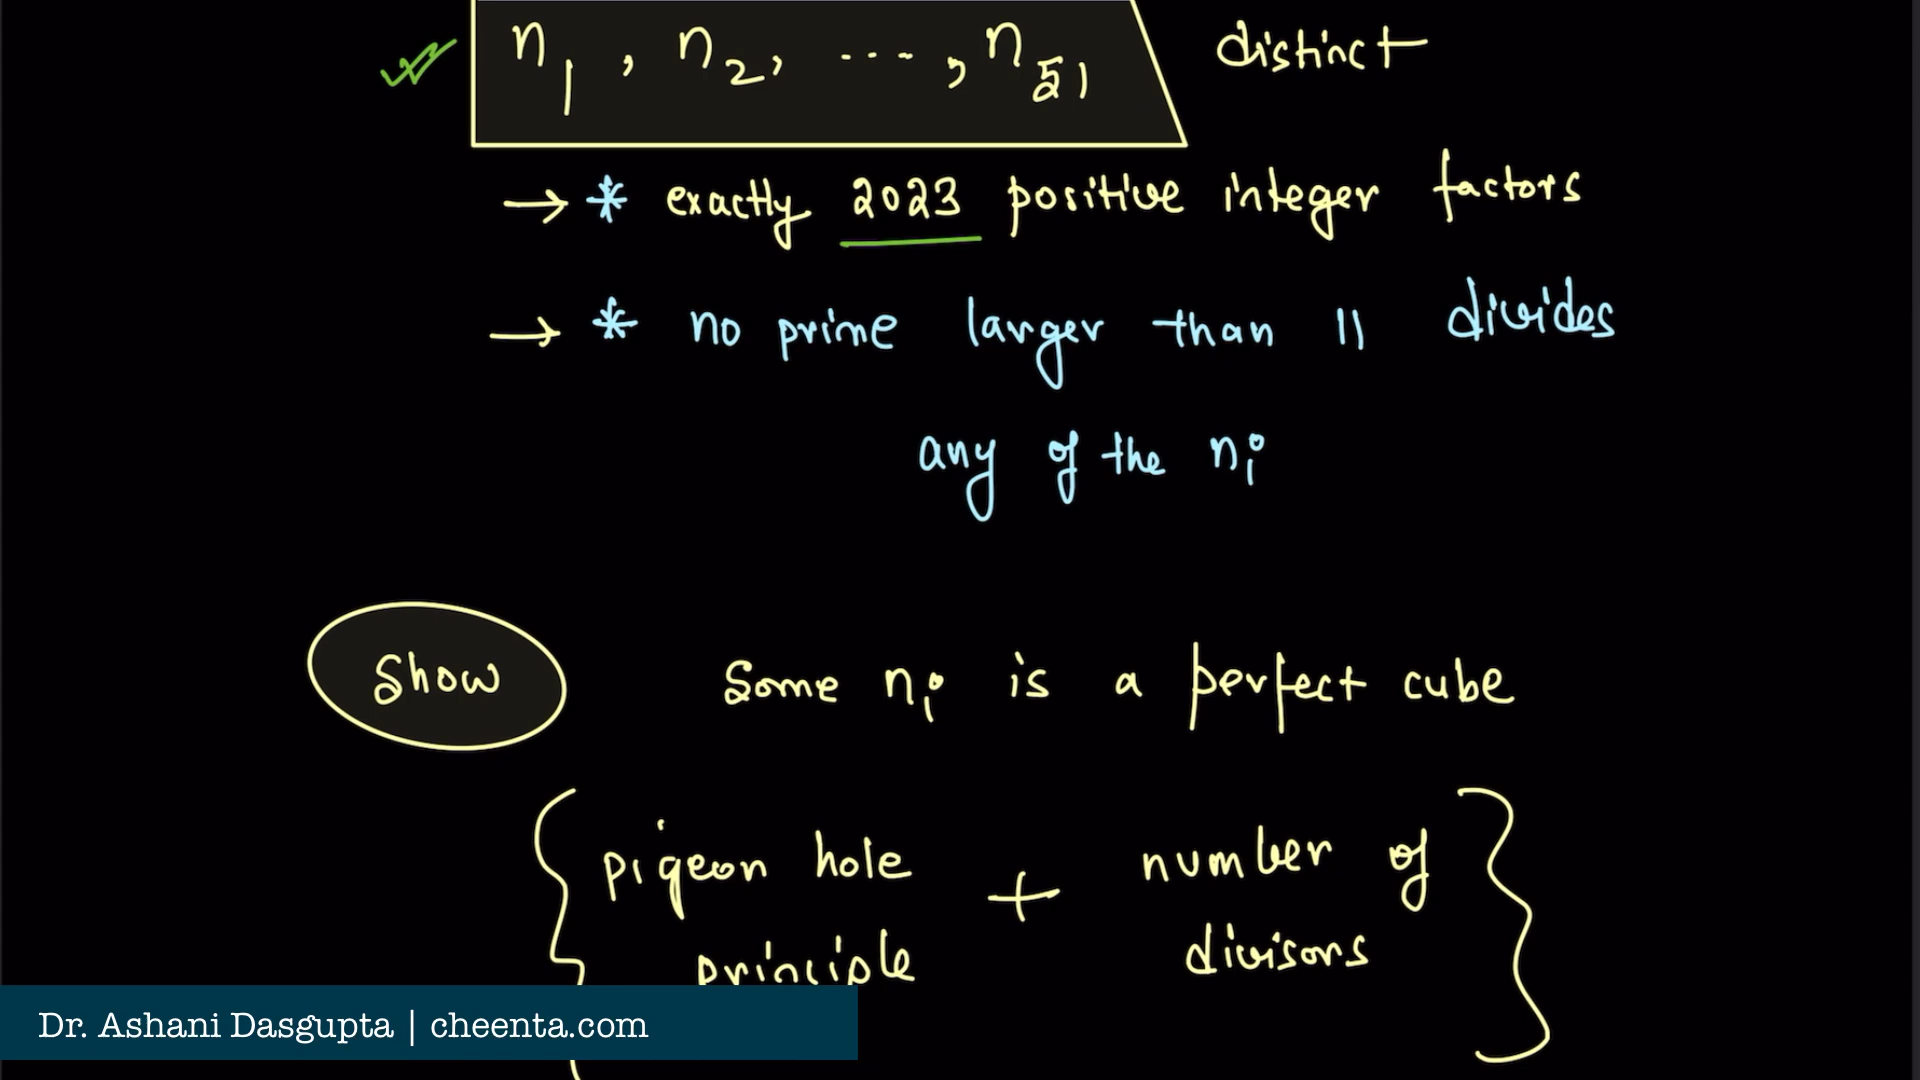 n1, n2, ...., n51 distinct
→ * exactly 2023 positive integer factors
→ * no prime larger than 11 divides
any of the ni
Show Some ni is a perfect cube
{ pigeon hole + number of }
principle divisors
Dr. Ashani Dasgupta | cheenta.com